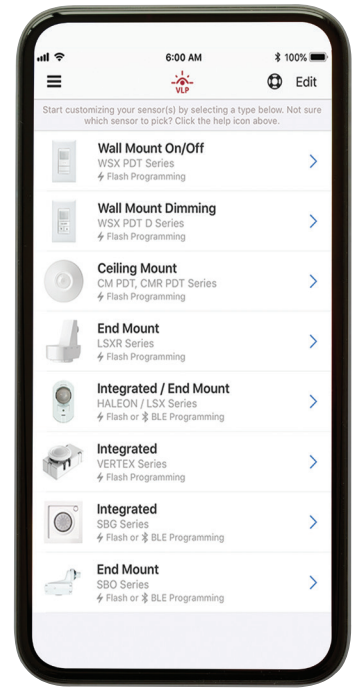 6:00 AM
100%
VLP
Edit
Start customizing your sensor(s) by selecting a type below. Not sure
which sensor to pick? Click the help icon above.
Wall Mount On/Off
WSX PDT Series
Flash Programming
Wall Mount Dimming
WSX PDT D Series
Flash Programming
Ceiling Mount
CM PDT, CMR PDT Series
Flash Programming
End Mount
LSXR Series
Flash Programming
Integrated / End Mount
HALEON / LSX Series
Flash or BLE Programming
Integrated
VERTEX Series
Flash Programming
Integrated
SBG Series
Flash or BLE Programming
End Mount
SBO Series
Flash or BLE Programming